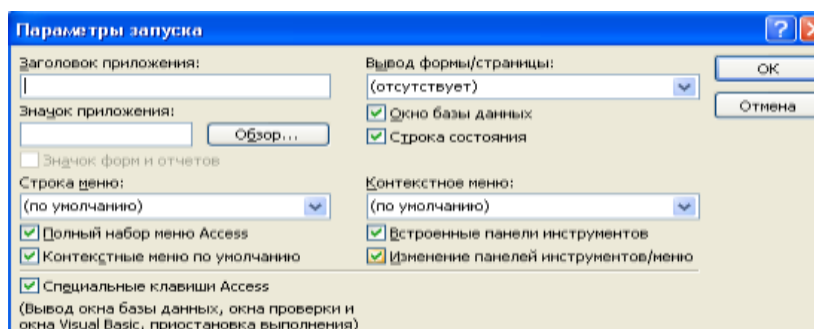 Параметры запуска
Заголовок приложения:
Вывод формы/страницы:
(отсутствует)
ОК
Отмена
Значок приложения:
Обзор...
Окно базы данных
Строка состояния
Значок форм и отчетов
Строка меню:
Контекстное меню:
(по умолчанию)
(по умолчанию)
Полный набор меню Access
Встроенные панели инструментов
Контекстные меню по умолчанию
Изменение панелей инструментов/меню
Специальные клавиши Access
(Вывод окна базы данных, окна проверки и
окна Visual Basic, приостановка выполнения)